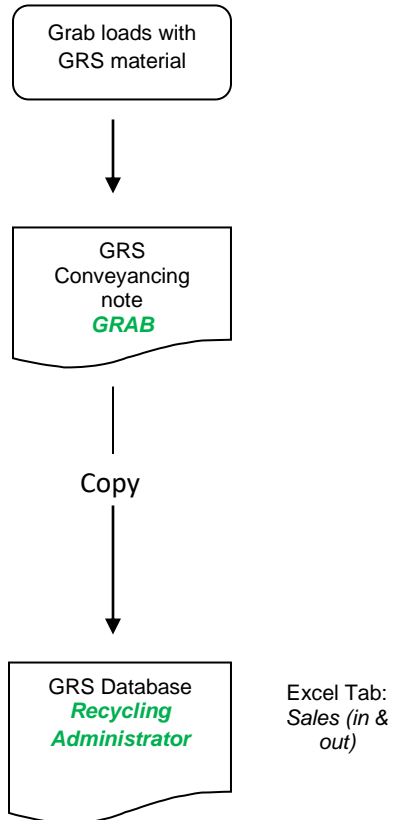 Grab loads with
GRS material
GRS
Conveyancing
note
GRAB
Copy
GRS Database
Recycling
Administrator
Excel Tab:
Sales (in &
out)